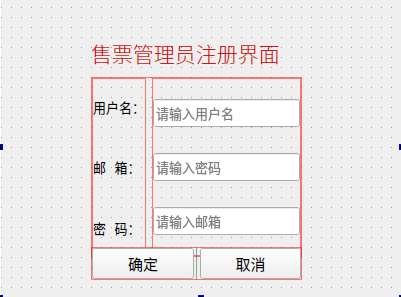 售票管理员注册界面
用户名：
请输入用户名
邮 箱：
请输入密码
密 码：
请输入邮箱
确定
取消